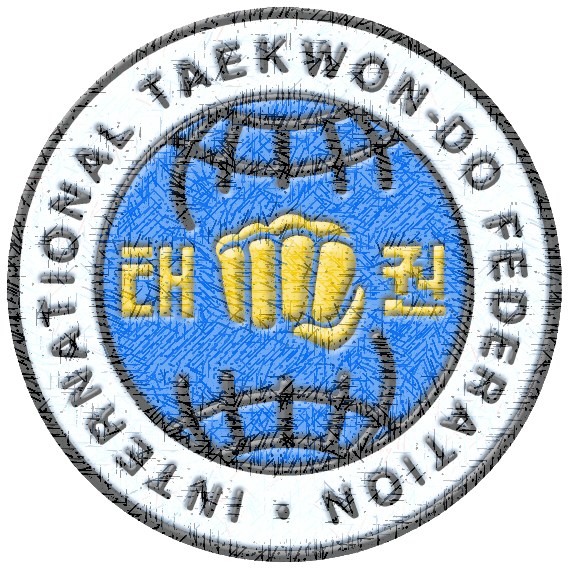 INTERNATIONAL TAEKWON-DO FEDERATION ·
태 권